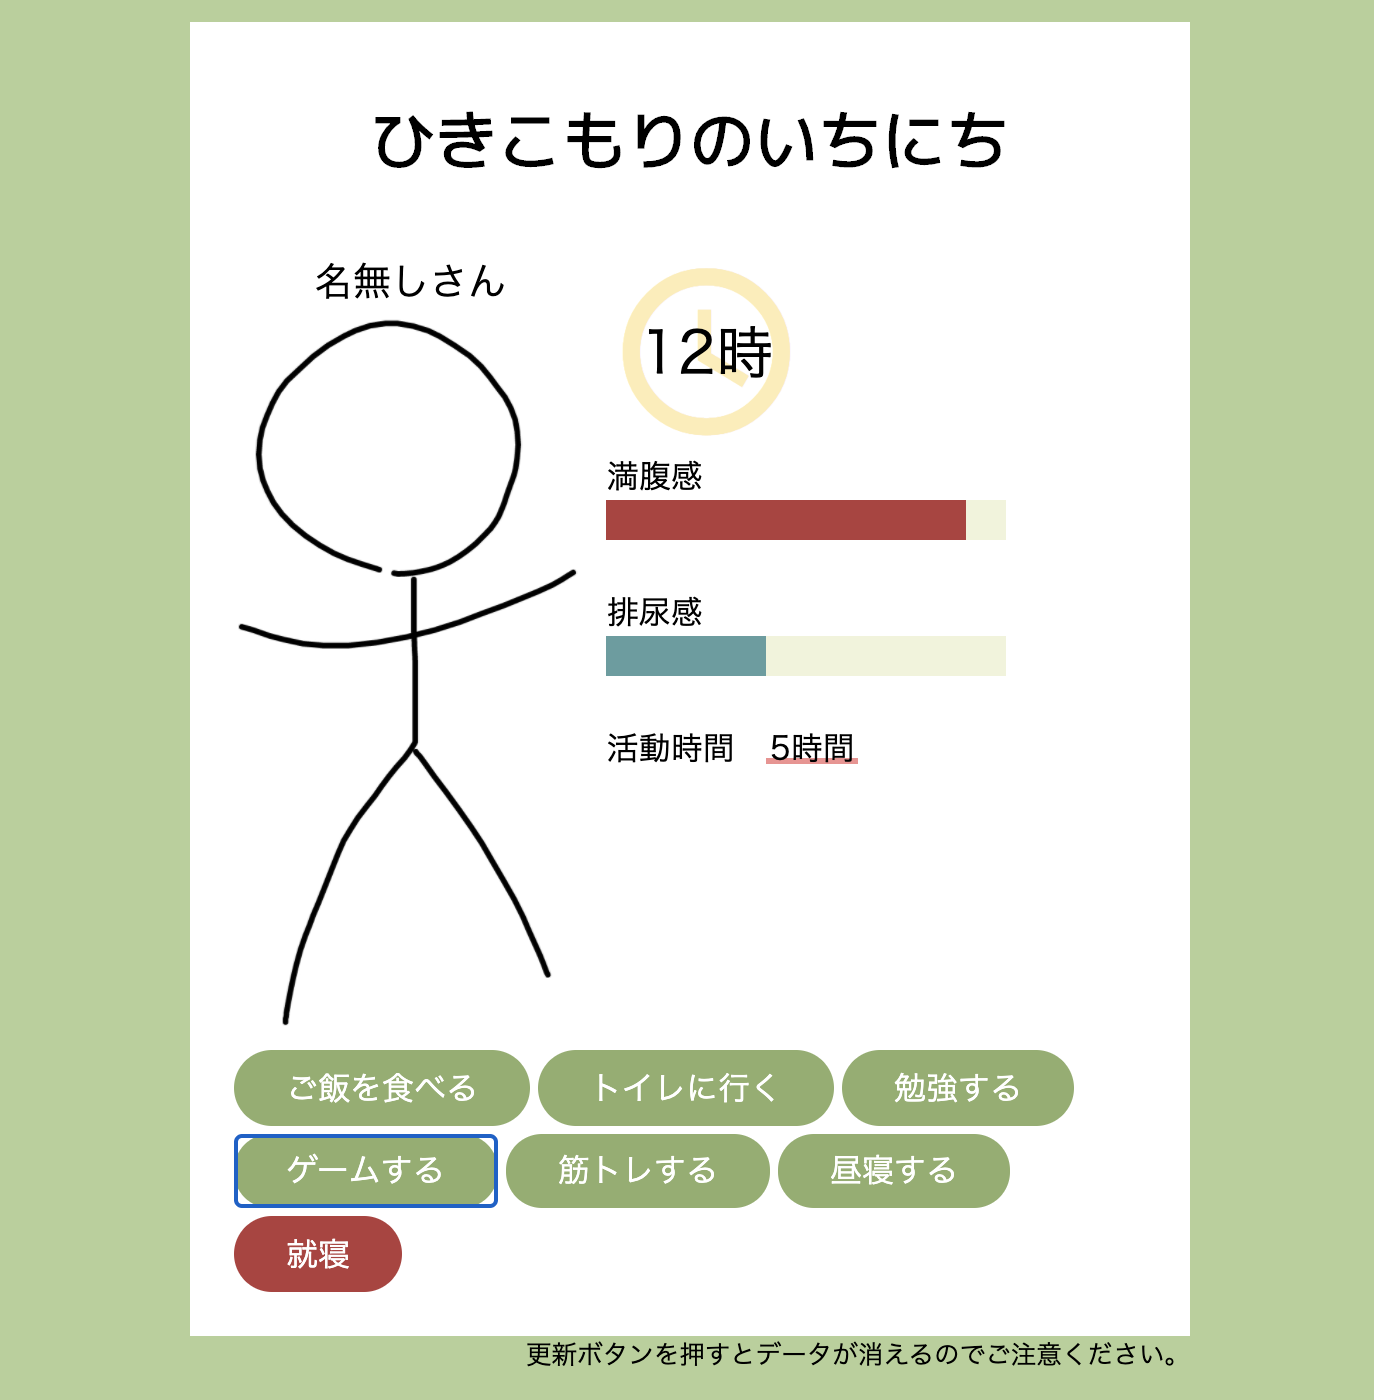 ひきこもりのいちにち
名無しさん
12時
満腹感
排尿感
活動時間 5時間
ご飯を食べる トイレに行く 勉強する
ゲームする 筋トレする 昼寝する
就寝
更新ボタンを押すとデータが消えるのでご注意ください。